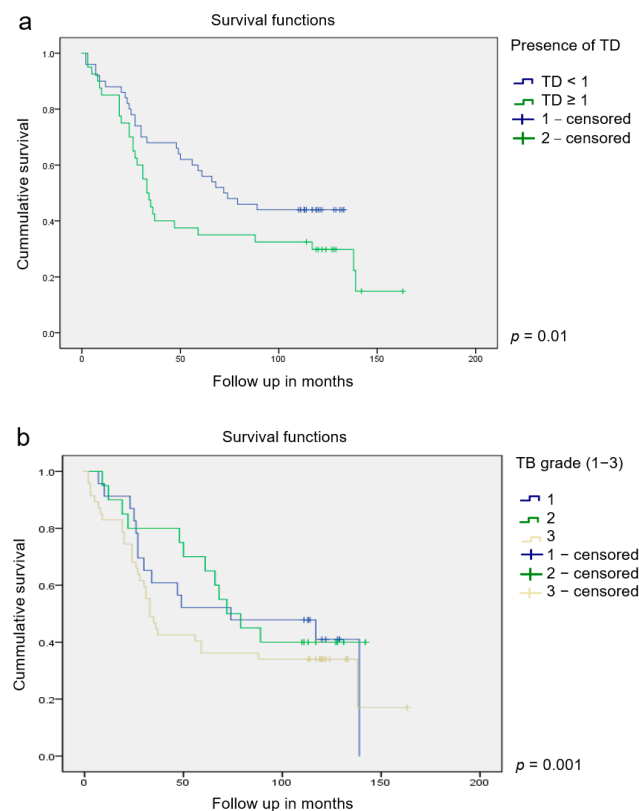 a
Survival functions
Presence of TD
TD < 1
TD ≥ 1
1 – censored
2 – censored
1.0
0.8
0.6
0.4
0.2
0.0
Cummulative survival
0
50
100
150
200
Follow up in months
p = 0.01
b
Survival functions
TB grade (1–3)
1
2
3
1 – censored
2 – censored
3 – censored
1.0
0.8
0.6
0.4
0.2
0.0
Cummulative survival
0
50
100
150
200
Follow up in months
p = 0.001